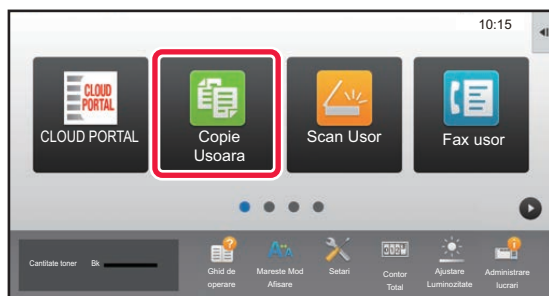 10:15
CLOUD
PORTAL
CLOUD PORTAL
Copie
Usoara
Scan Usor
Fax usor
Cantitate toner
Bk
Ghid de
operare
Mareste Mod
Afisare
Setari
Contor
Total
Ajustare
Luminozitate
Administrare
lucrari